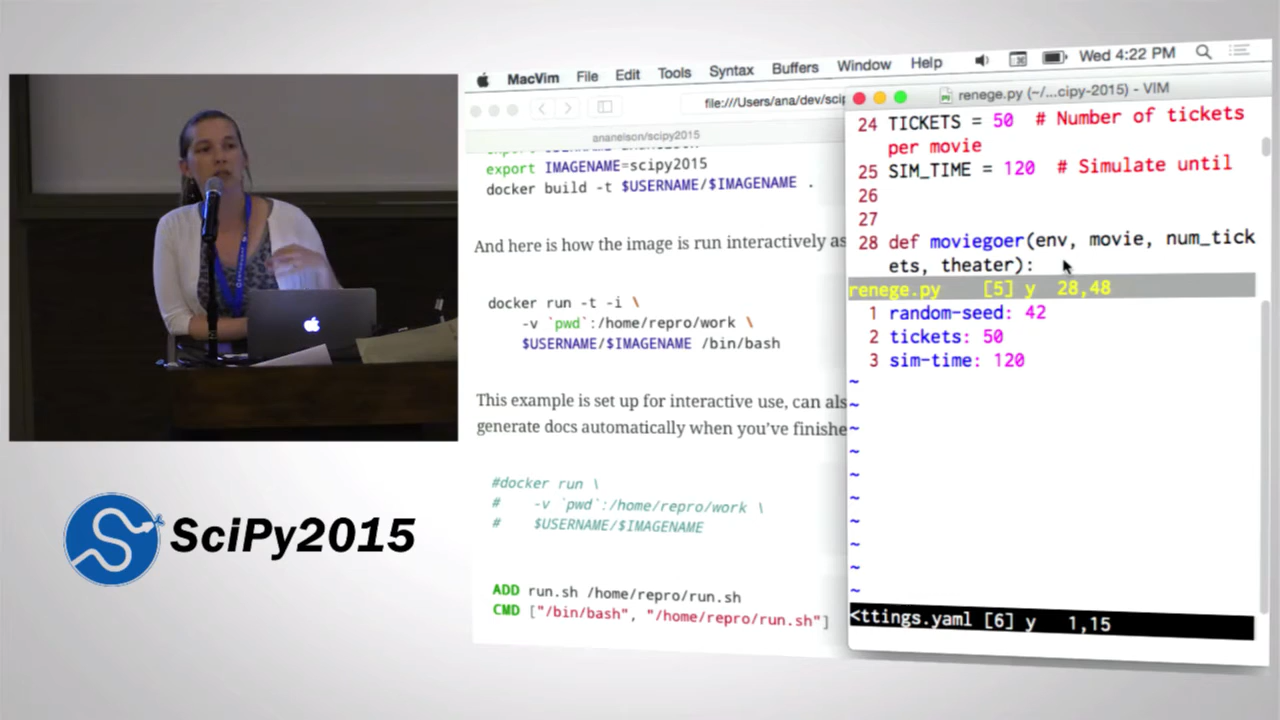 MacVim File Edit Tools Syntax Buffers Window Help Wed 4:22 PM
file:///Users/ana/dev/scip
ananelson/scipy2015
export IMAGENAME=scipy2015
docker build -t $USERNAME/$IMAGENAME .
And here is how the image is run interactively as
docker run -t -i \
-v `pwd`:/home/repro/work \
$USERNAME/$IMAGENAME /bin/bash
This example is set up for interactive use, can als
generate docs automatically when you've finishe
#docker run \
# -v `pwd`:/home/repro/work \
# $USERNAME/$IMAGENAME
ADD run.sh /home/repro/run.sh
CMD ["/bin/bash", "/home/repro/run.sh"]
renege.py (~/...cipy-2015) - VIM
24 TICKETS = 50 # Number of tickets
per movie
25 SIM_TIME = 120 # Simulate until
26
27
28 def moviegoer(env, movie, num_tick
ets, theater):
renege.py [5] y 28,48
1 random-seed: 42
2 tickets: 50
3 sim-time: 120
~
~
~
~
~
~
~
~
~
~
<ttings.yaml [6] y 1,15
SciPy2015